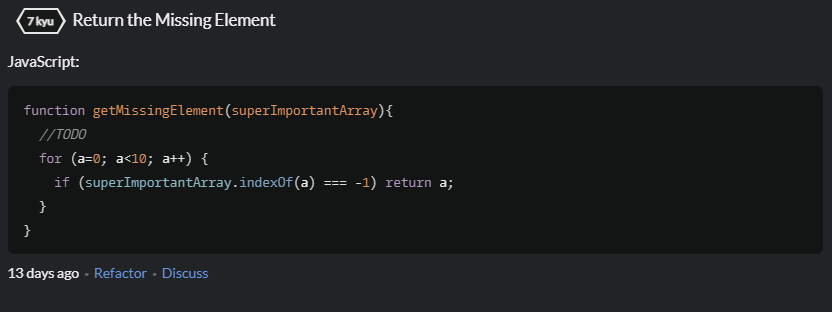 7 kyu Return the Missing Element
JavaScript:
function getMissingElement(superImportantArray){
//TODO
for (a=0; a<10; a++) {
if (superImportantArray.indexOf(a) === -1) return a;
}
}
13 days ago • Refactor • Discuss